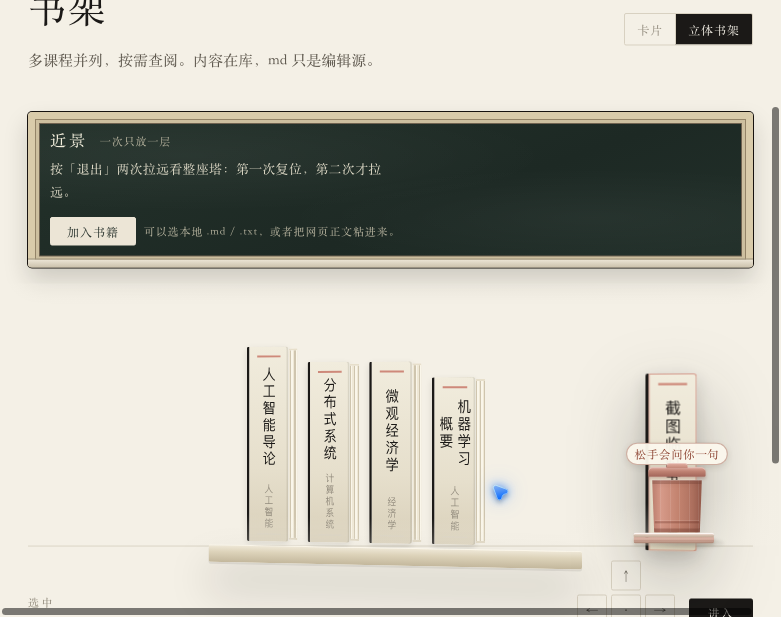 书架
卡片
立体书架
多课程并列，按需查阅。内容在库，md 只是编辑源。
近景 一次只放一层
按「退出」两次拉远看整座塔：第一次复位，第二次才拉
远。
加入书籍
可以选本地 .md / .txt，或者把网页正文粘进来。
人工智能导论
人工智能
分布式系统
计算机系统
微观经济学
经济学
机器学习
概要
人工智能
截图
松手会问你一句
选中
↑
←
·
→
进入